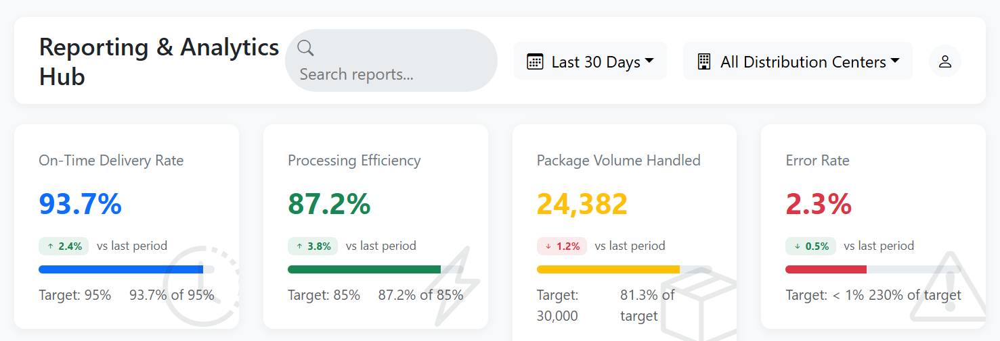 Reporting & Analytics
Hub
Search reports...
Last 30 Days
All Distribution Centers
On-Time Delivery Rate
93.7%
↑ 2.4% vs last period
Target: 95% 93.7% of 95%
Processing Efficiency
87.2%
↑ 3.8% vs last period
Target: 85% 87.2% of 85%
Package Volume Handled
24,382
↓ 1.2% vs last period
Target: 81.3% of
30,000 target
Error Rate
2.3%
↓ 0.5% vs last period
Target: < 1% 230% of target